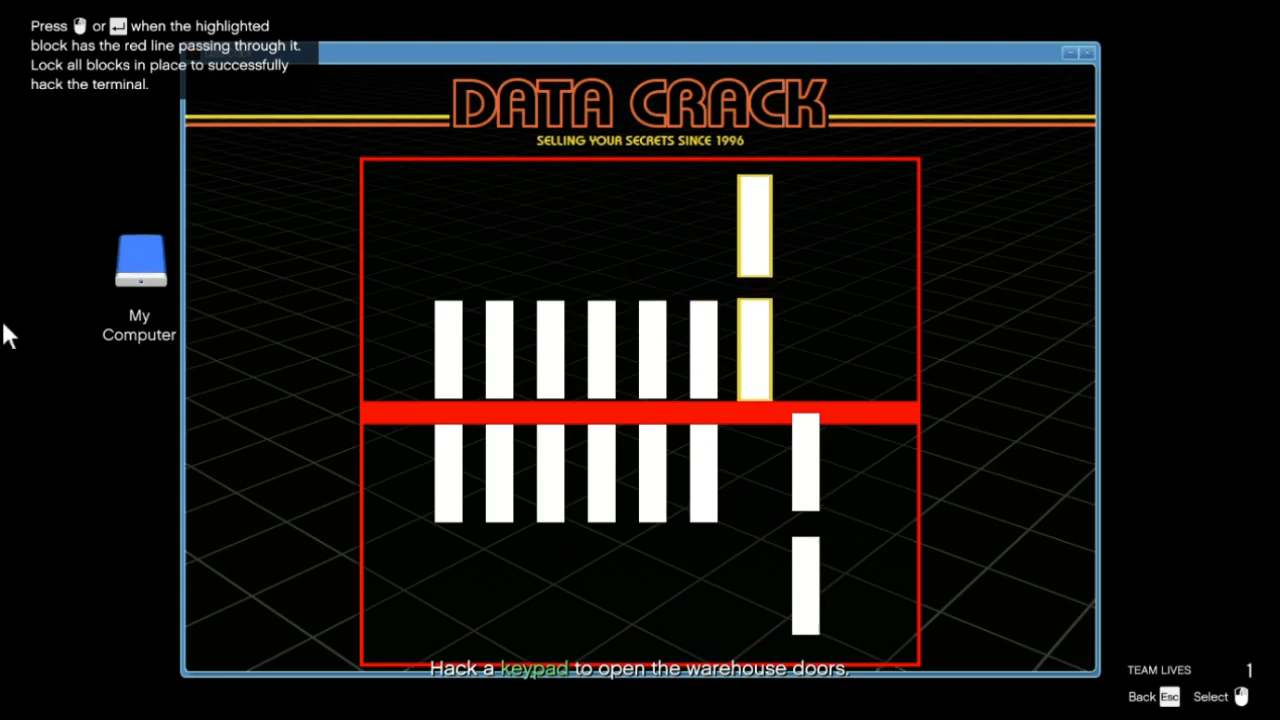 Press or when the highlighted
block has the red line passing through it.
Lock all blocks in place to successfully
hack the terminal.
DATA CRACK
SELLING YOUR SECRETS SINCE 1996
My
Computer
Hack a keypad to open the warehouse doors.
TEAM LIVES 1
Back Esc Select